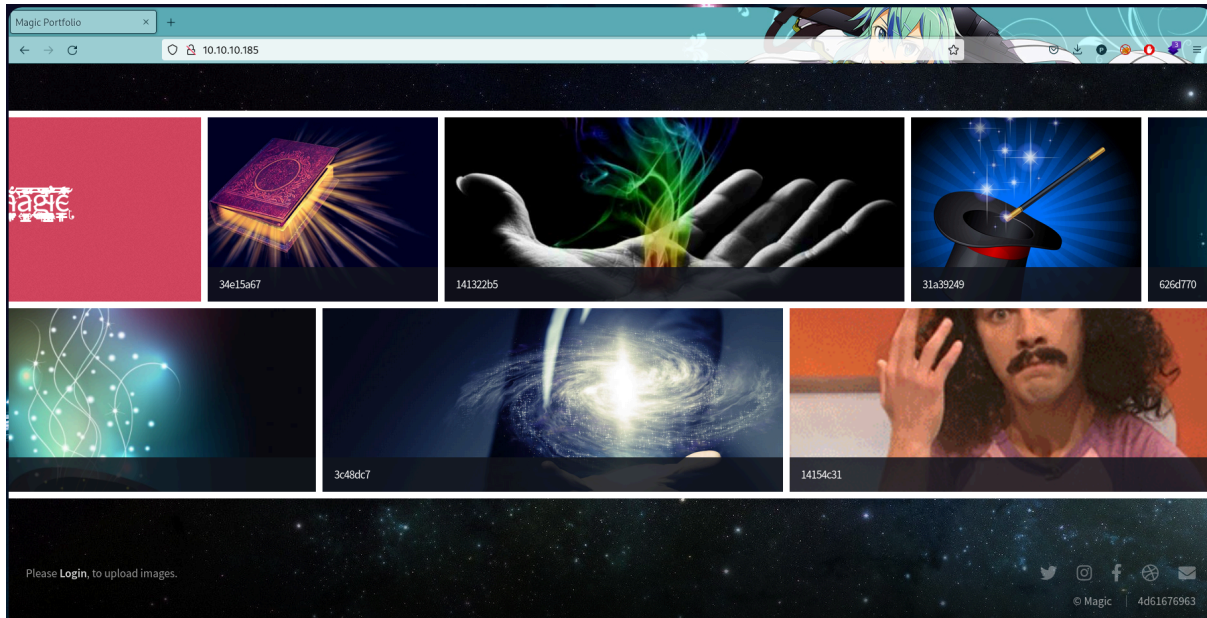 Magic Portfolio
10.10.10.185
3
34e15a67
141322b5
31a39249
626d770
3c48dc7
14154c31
Please Login, to upload images.
© Magic | 4d61676963